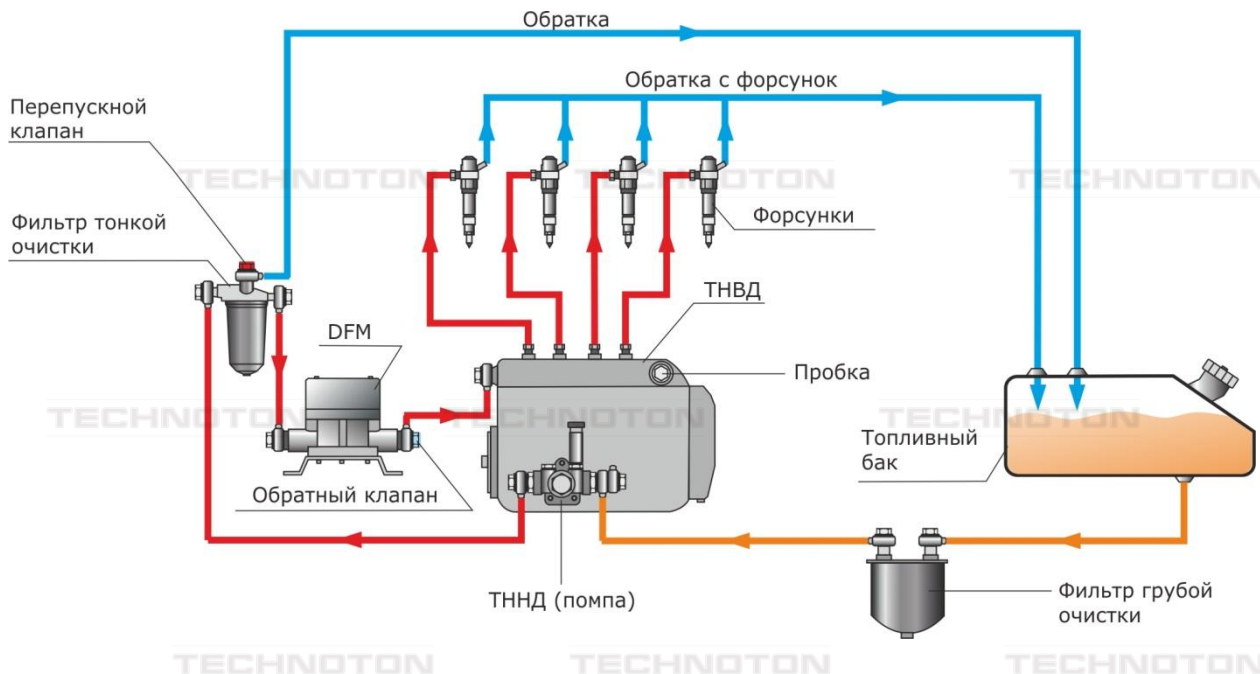 Обратка
Обратка с форсунок
Перепускной
клапан
TECHNOTON
TECHNOTON
TECHNOTON
Фильтр тонкой
очистки
Форсунки
ТНВД
DFM
Пробка
TECHNOTON
TECHNOTON
TECHNOTON
Топливный
бак
Обратный клапан
ТННД (помпа)
Фильтр грубой
очистки
TECHNOTON
TECHNOTON
TECHNOTON